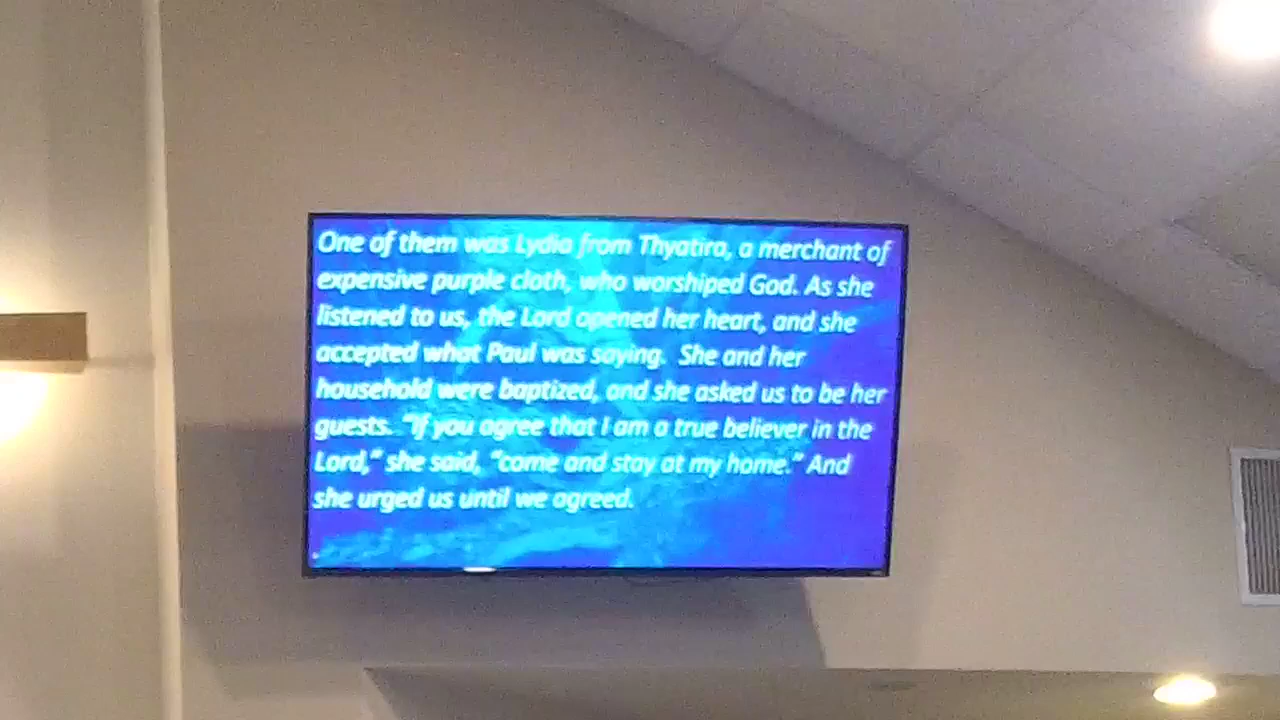 One of them was Lydia from Thyatira, a merchant of
expensive purple cloth, who worshiped God. As she
listened to us, the Lord opened her heart, and she
accepted what Paul was saying.  She and her
household were baptized, and she asked us to be her
guests. "If you agree that I am a true believer in the
Lord," she said, "come and stay at my home." And
she urged us until we agreed.